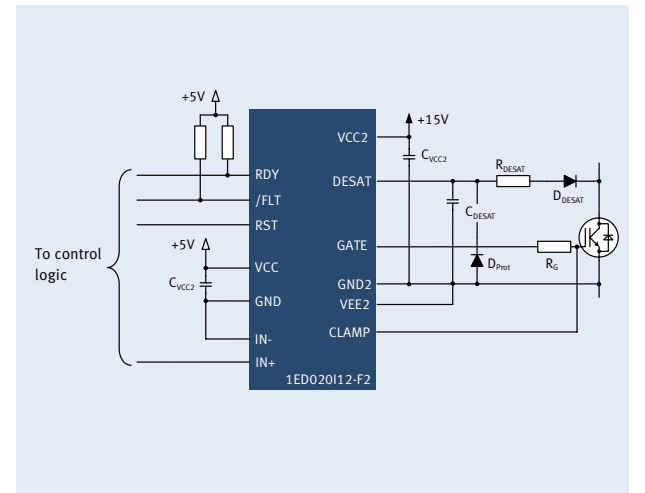 +5V
+15V
VCC2
C_VCC2
R_DESAT
RDY
DESAT
D_DESAT
/FLT
C_DESAT
RST
+5V
GATE
To control
logic
VCC
D_Prot
R_G
C_VCC2
GND2
GND
VEE2
CLAMP
IN-
IN+
1ED020I12-F2